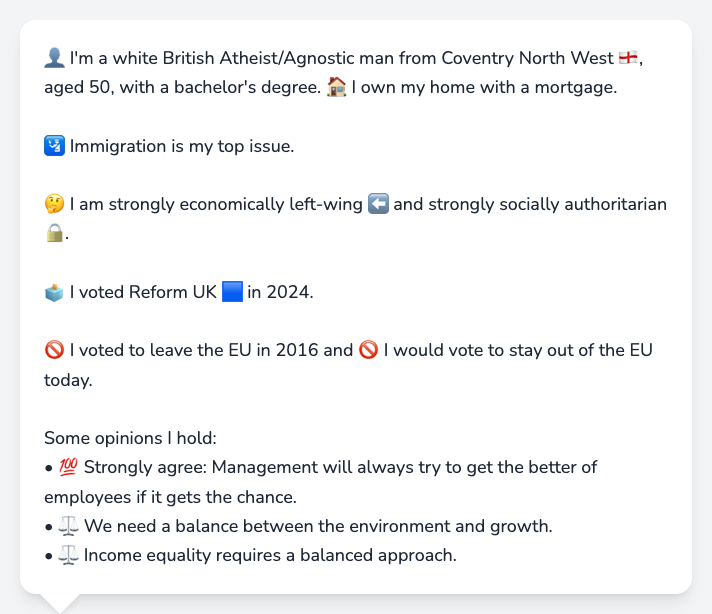 👤 I'm a white British Atheist/Agnostic man from Coventry North West 🏴󠁧󠁢󠁥󠁮󠁧󠁿,
aged 50, with a bachelor's degree. 🏠 I own my home with a mortgage.
🛂 Immigration is my top issue.
🤔 I am strongly economically left-wing ⬅️ and strongly socially authoritarian
🔒.
🗳️ I voted Reform UK 🟦 in 2024.
🚫 I voted to leave the EU in 2016 and 🚫 I would vote to stay out of the EU
today.
Some opinions I hold:
• 💯 Strongly agree: Management will always try to get the better of
employees if it gets the chance.
• ⚖️ We need a balance between the environment and growth.
• ⚖️ Income equality requires a balanced approach.